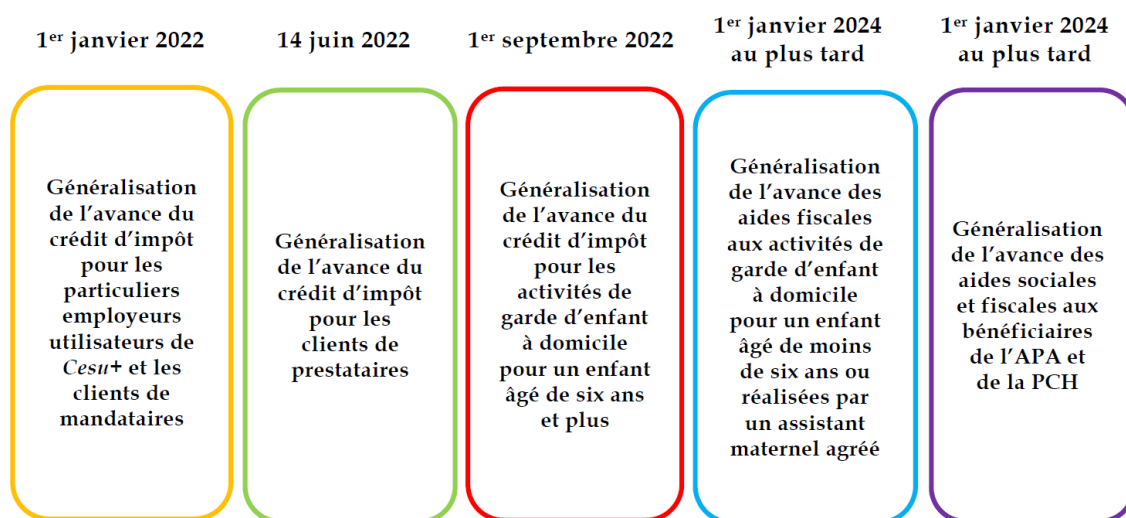 1er janvier 2022
14 juin 2022
1er septembre 2022
1er janvier 2024
au plus tard
1er janvier 2024
au plus tard
Généralisation
de l’avance du
crédit d’impôt
pour les
particuliers
employeurs
utilisateurs de
Cesu+ et les
clients de
mandataires
Généralisation
de l’avance du
crédit d’impôt
pour les
clients de
prestataires
Généralisation
de l’avance du
crédit d’impôt
pour les
activités de
garde d’enfant
à domicile
pour un enfant
âgé de six ans
et plus
Généralisation
de l’avance des
aides fiscales
aux activités de
garde d’enfant
à domicile
pour un enfant
âgé de moins
de six ans ou
réalisées par
un assistant
maternel agréé
Généralisation
de l’avance des
aides sociales
et fiscales aux
bénéficiaires
de l’APA et
de la PCH